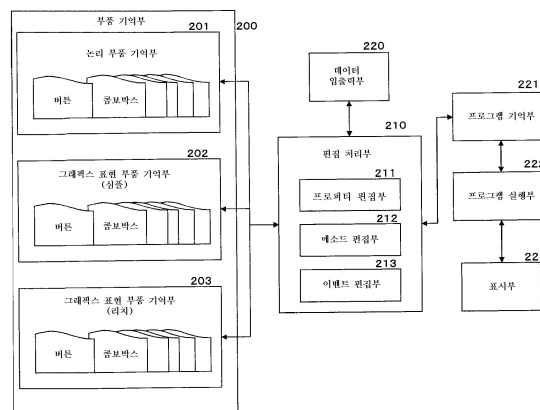 부품 기억부
200
201
논리 부품 기억부
버튼
콤보박스
202
그래픽스 표현 부품 기억부
(심플)
버튼
콤보박스
203
그래픽스 표현 부품 기억부
(리치)
버튼
콤보박스
220
데이터
입출력부
210
편집 처리부
211
프로퍼티 편집부
212
메소드 편집부
213
이벤트 편집부
221
프로그램 기억부
프로그램 실행부
표시부